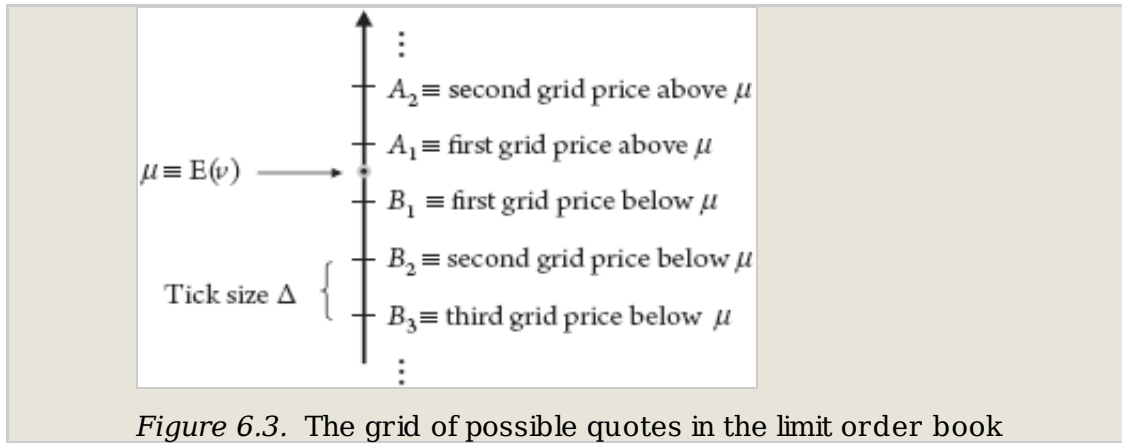 ⋮
A₂ ≡ second grid price above μ
A₁ ≡ first grid price above μ
μ ≡ E(ν)
B₁ ≡ first grid price below μ
B₂ ≡ second grid price below μ
Tick size Δ
B₃ ≡ third grid price below μ
⋮
Figure 6.3. The grid of possible quotes in the limit order book